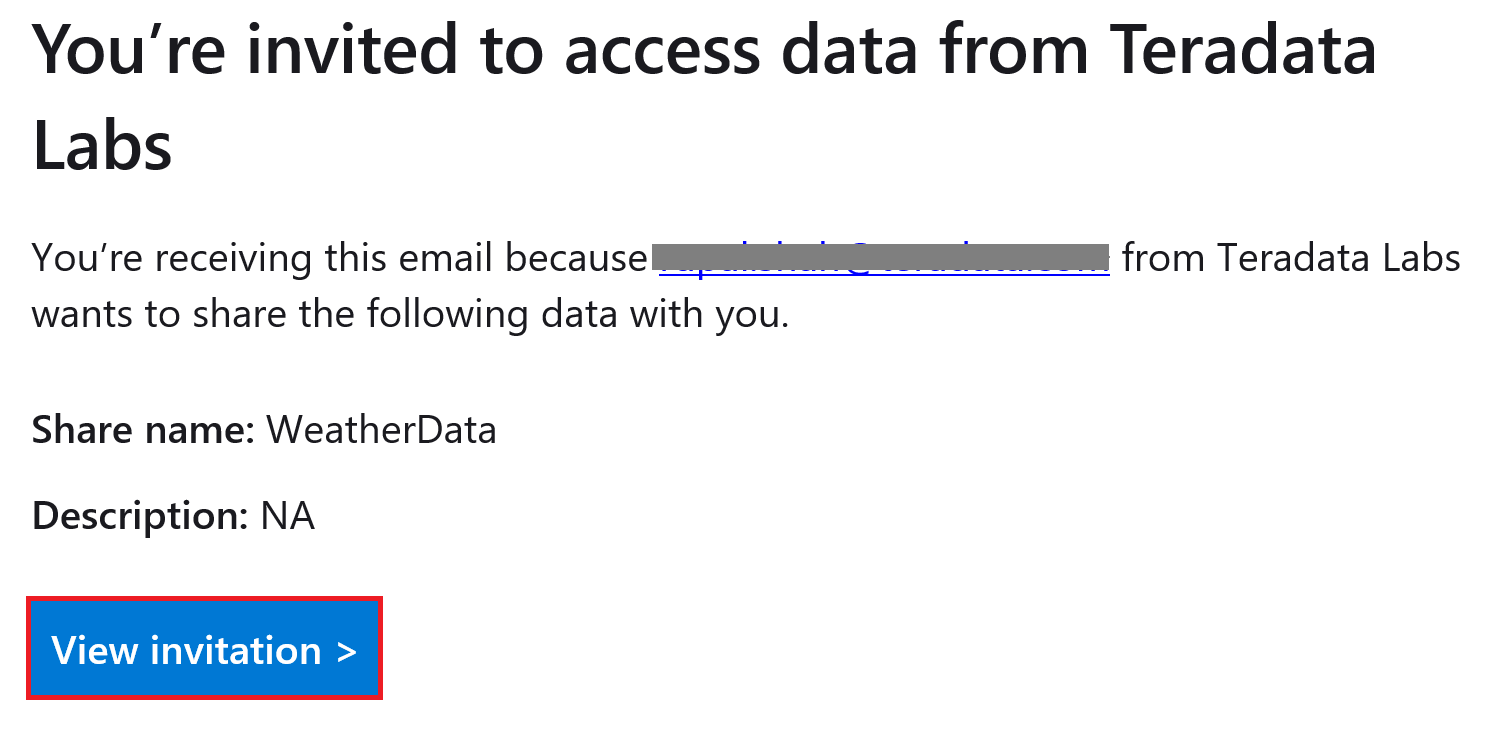 You’re invited to access data from Teradata
Labs
You’re receiving this email because from Teradata Labs
wants to share the following data with you.
Share name: WeatherData
Description: NA
View invitation >